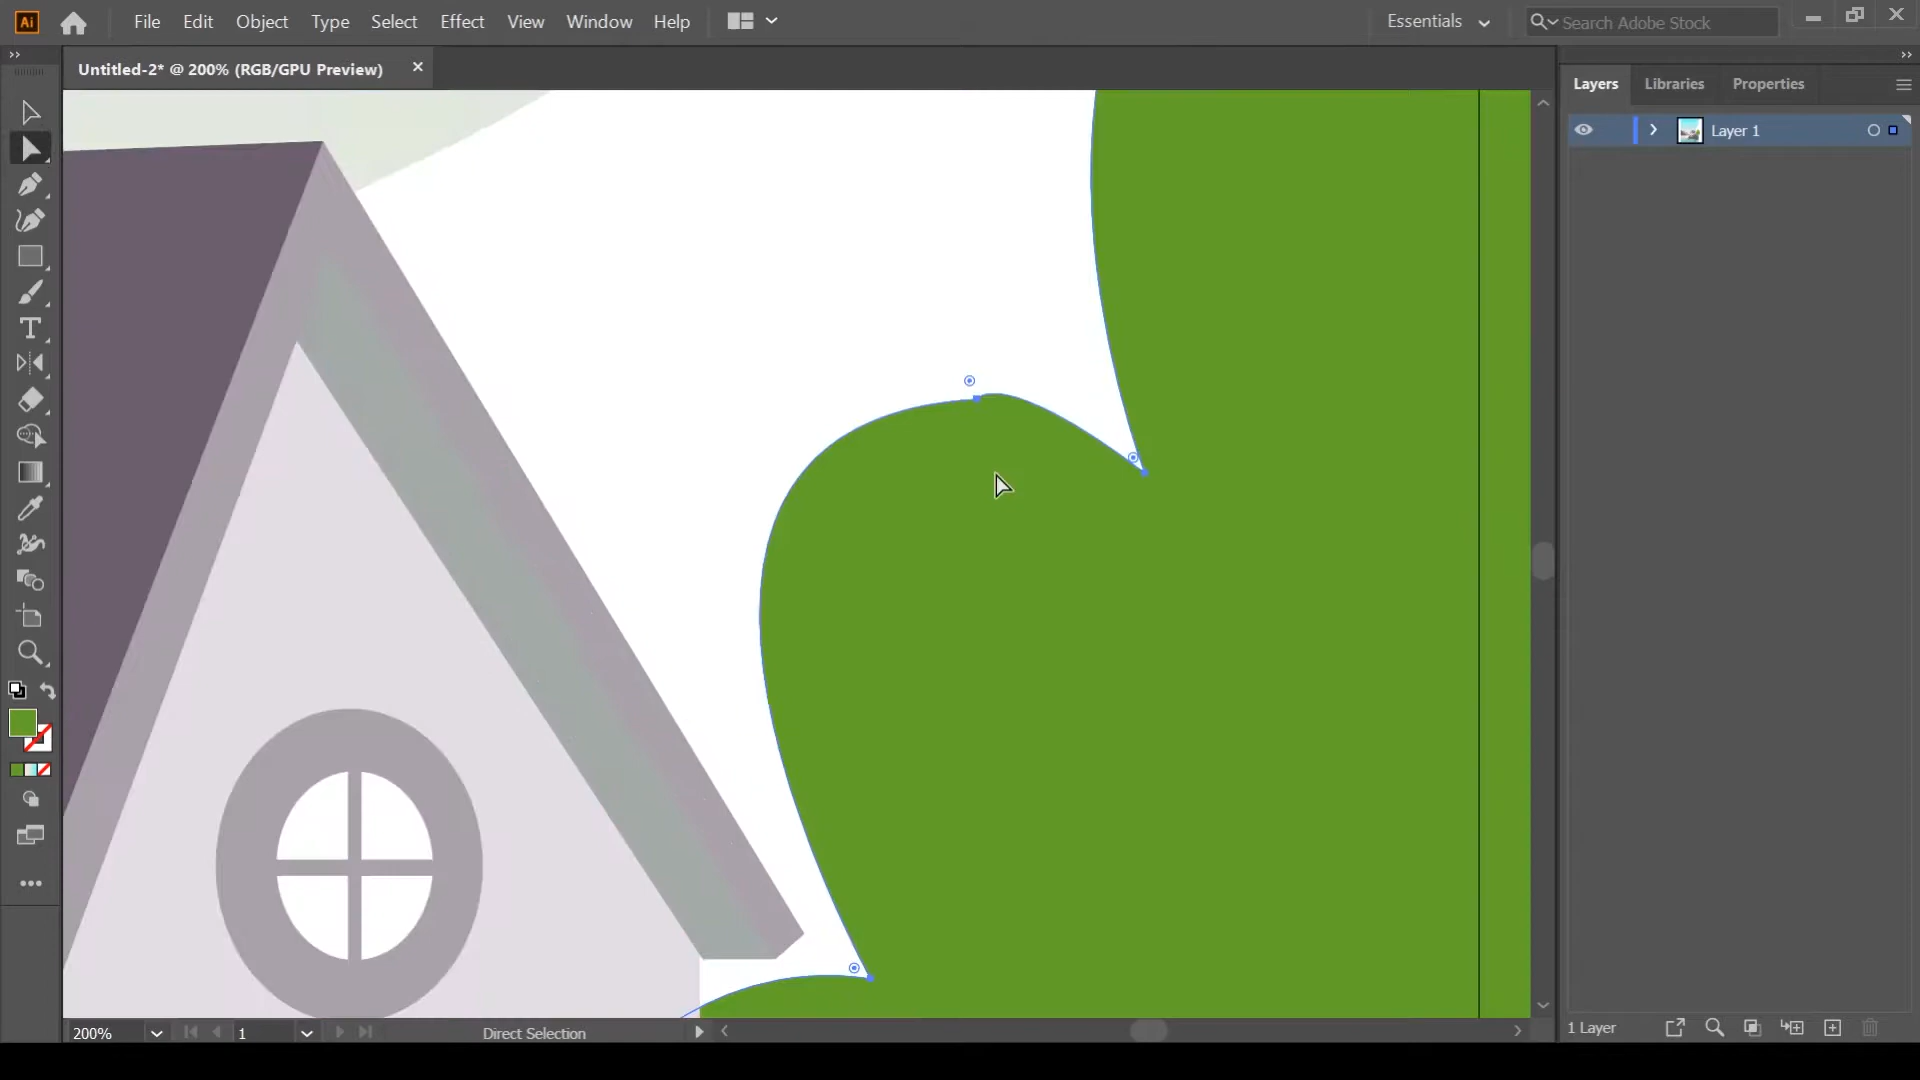 Ai File Edit Object Type Select Effect View Window Help Essentials Search Adobe Stock
Untitled-2* @ 200% (RGB/GPU Preview)
Layers Libraries Properties
Layer 1
200% 1 Direct Selection
1 Layer